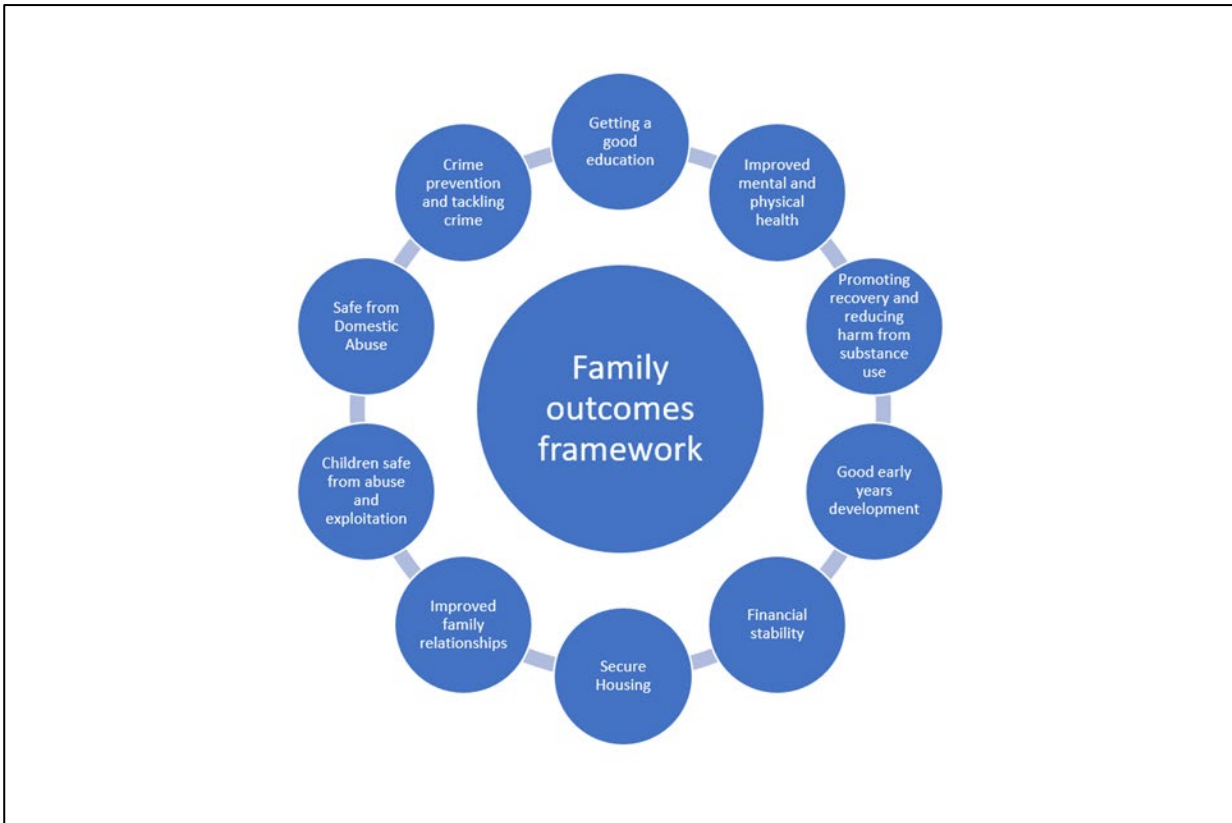 Getting a
good
education
Improved
mental and
physical
health
Promoting
recovery and
reducing
harm from
substance
use
Good early
years
development
Financial
stability
Secure
Housing
Improved
family
relationships
Children safe
from abuse
and
exploitation
Safe from
Domestic
Abuse
Crime
prevention
and tackling
crime
Family
outcomes
framework